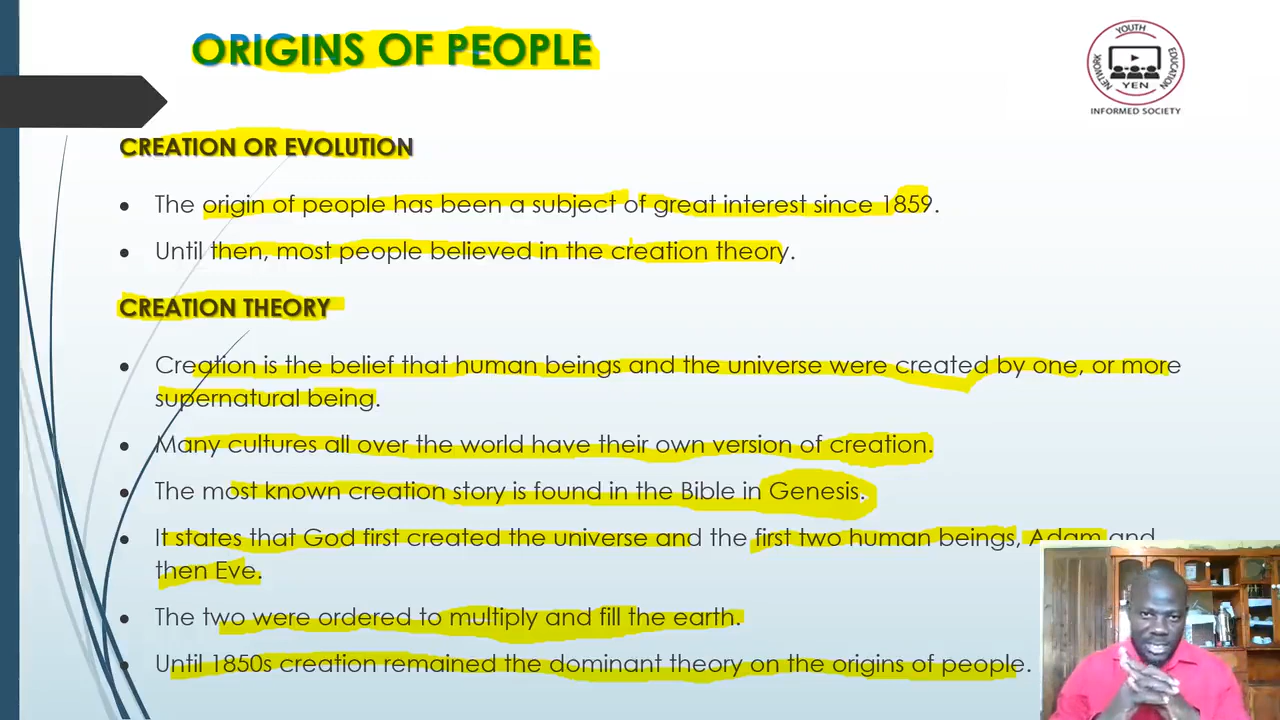 ORIGINS OF PEOPLE
YOUTH
EDUCATION
NETWORK
YEN
INFORMED SOCIETY
CREATION OR EVOLUTION
• The origin of people has been a subject of great interest since 1859.
• Until then, most people believed in the creation theory.
CREATION THEORY
• Creation is the belief that human beings and the universe were created by one, or more
supernatural being.
• Many cultures all over the world have their own version of creation.
• The most known creation story is found in the Bible in Genesis.
• It states that God first created the universe and the first two human beings, Adam and
then Eve.
• The two were ordered to multiply and fill the earth.
• Until 1850s creation remained the dominant theory on the origins of people.